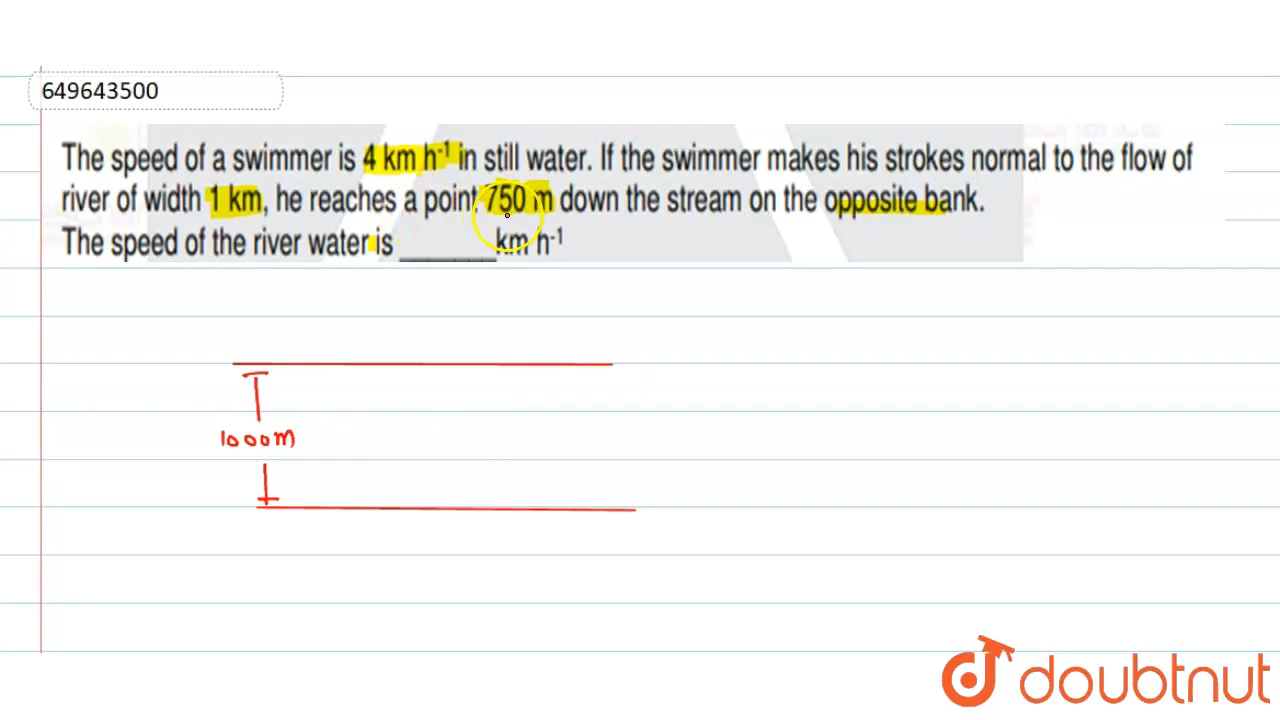 649643500
The speed of a swimmer is 4 km h⁻¹ in still water. If the swimmer makes his strokes normal to the flow of
river of width 1 km, he reaches a point 750 m down the stream on the opposite bank.
The speed of the river water is ________km h⁻¹
1000m
doubtnut